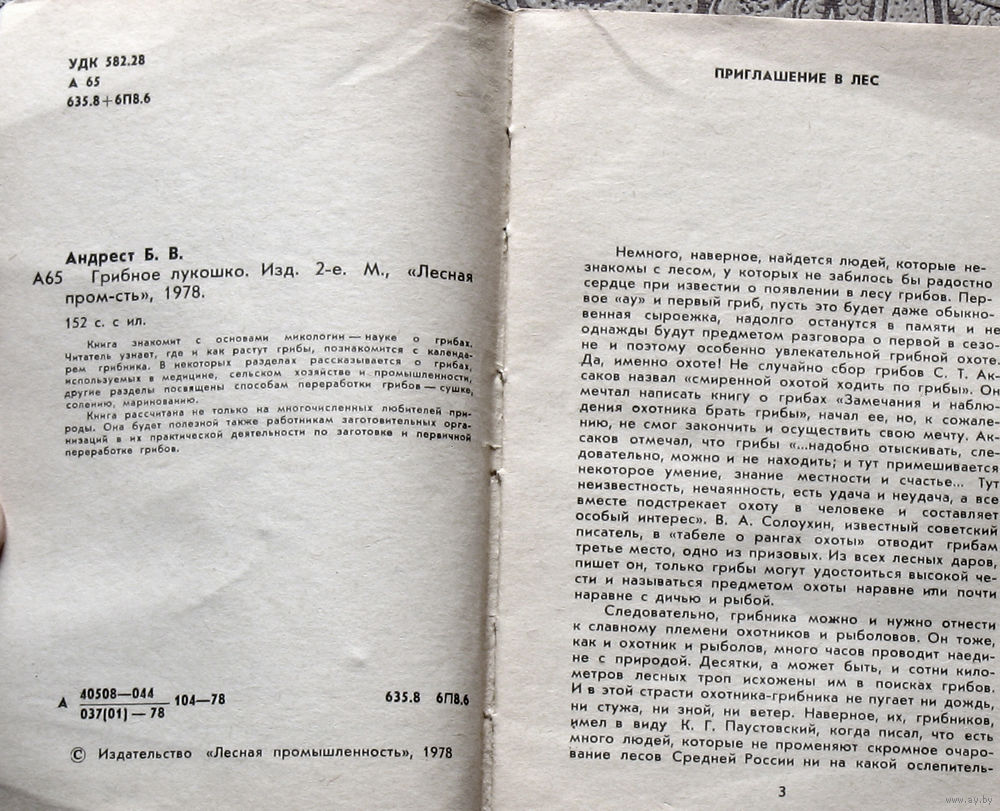 УДК 582.28
А 65
635.8+6П8.6
Андрест Б. В.
А65 Грибное лукошко. Изд. 2-е. М., «Лесная
пром-сть», 1978.
152 с. с ил.
Книга знакомит с основами микологии — науке о грибах.
Читатель узнает, где и как растут грибы, познакомится с календа-
рем грибника. В некоторых разделах рассказывается о грибах,
используемых в медицине, сельском хозяйстве и промышленности,
другие разделы посвящены способам переработки грибов — сушке,
солению, маринованию.
Книга рассчитана не только на многочисленных любителей при-
роды. Она будет полезной также работникам заготовительных орга-
низаций в их практической деятельности по заготовке и первичной
переработке грибов.
А 40508—044
037(01) — 78 104—78 635.8 6П8.6
© Издательство «Лесная промышленность», 1978
ПРИГЛАШЕНИЕ В ЛЕС
Немного, наверное, найдется людей, которые не-
знакомы с лесом, у которых не забилось бы радостно
сердце при известии о появлении в лесу грибов. Пер-
вое «ау» и первый гриб, пусть это будет даже обыкно-
венная сыроежка, надолго останутся в памяти и не
однажды будут предметом разговора о первой в сезо-
не и поэтому особенно увлекательной грибной охоте.
Да, именно охоте! Не случайно сбор грибов С. Т. Ак-
саков назвал «смиренной охотой ходить по грибы». Он
мечтал написать книгу о грибах «Замечания и наблю-
дения охотника брать грибы», начал ее, но, к сожале-
нию, не смог закончить и осуществить свою мечту. Ак-
саков отмечал, что грибы «...надобно отыскивать, сле-
довательно, можно и не находить; и тут примешивается
некоторое умение, знание местности и счастье... Тут
неизвестность, нечаянность, есть удача и неудача, а все
вместе подстрекает охоту в человеке и составляет
особый интерес». В. А. Солоухин, известный советский
писатель, в «табеле о рангах охоты» отводит грибам
третье место, одно из призовых. Из всех лесных даров,
пишет он, только грибы могут удостоиться высокой че-
сти и называться предметом охоты наравне или почти
наравне с дичью и рыбой.
Следовательно, грибника можно и нужно отнести
к славному племени охотников и рыболовов. Он тоже,
как и охотник и рыболов, много часов проводит наеди-
не с природой. Десятки, а может быть, и сотни кило-
метров лесных троп исхожены им в поисках грибов.
И в этой страсти охотника-грибника не пугает ни дождь,
ни стужа, ни зной, ни ветер. Наверное, их, грибников,
имел в виду К. Г. Паустовский, когда писал, что есть
много людей, которые не променяют скромное очаро-
вание лесов Средней России ни на какой ослепитель-
3
www.ay.by